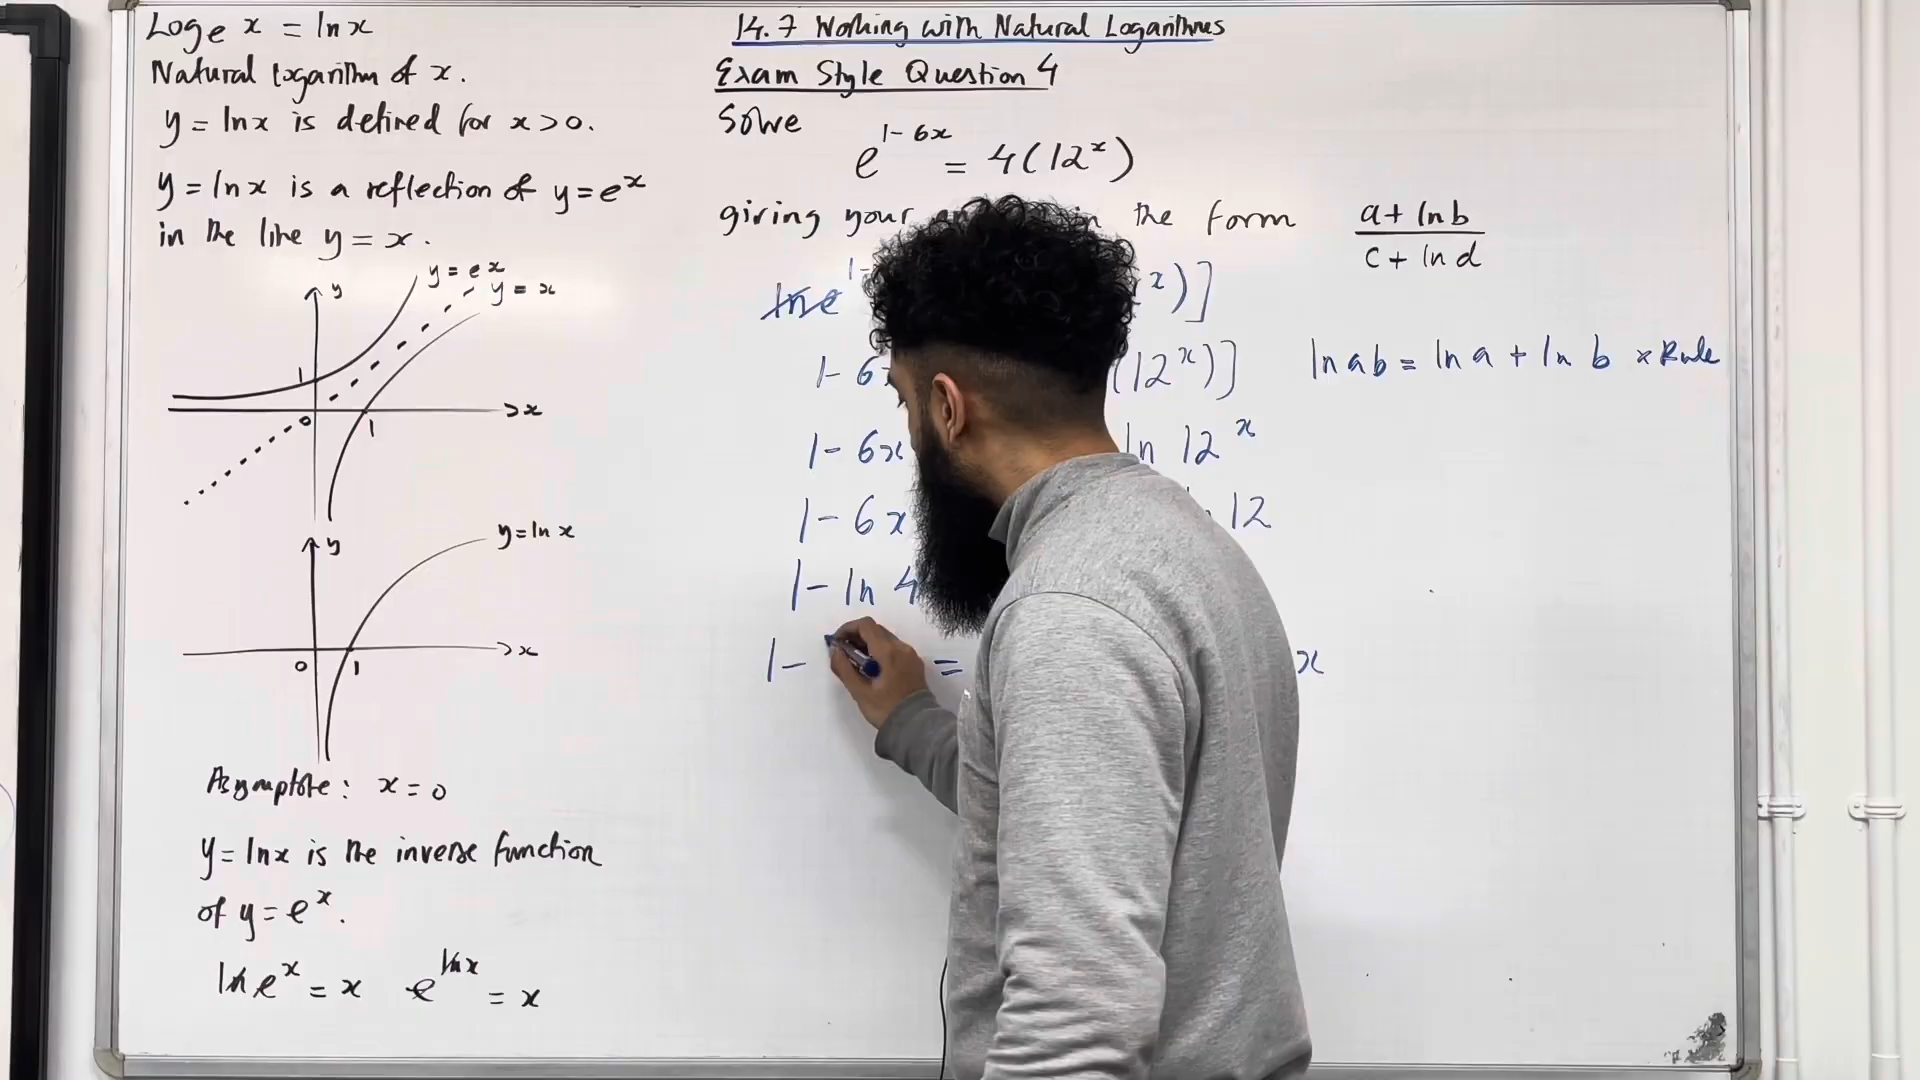 Loge x = ln x
Natural logarithm of x.
y = ln x is defined for x > 0.
y = ln x is a reflection of y = e^x
in the line y = x.
y
y = e^x
y = x
1
0
1
> x
y
y = ln x
0
1
> x
Asymptote: x = 0
y = ln x is the inverse function
of y = e^x.
ln e^x = x e^ln x = x
14.7 Working with Natural Logarithms
Exam Style Question 4
Solve
e^1-6x = 4(12^x)
giving your in the form a + ln b / c + ln d
ln e^1- x)]
1 - 6x (12^x)] ln ab = ln a + ln b × Rule
1 - 6x ln 12^x
1 - 6x 12
1 - ln 4
1 - = x